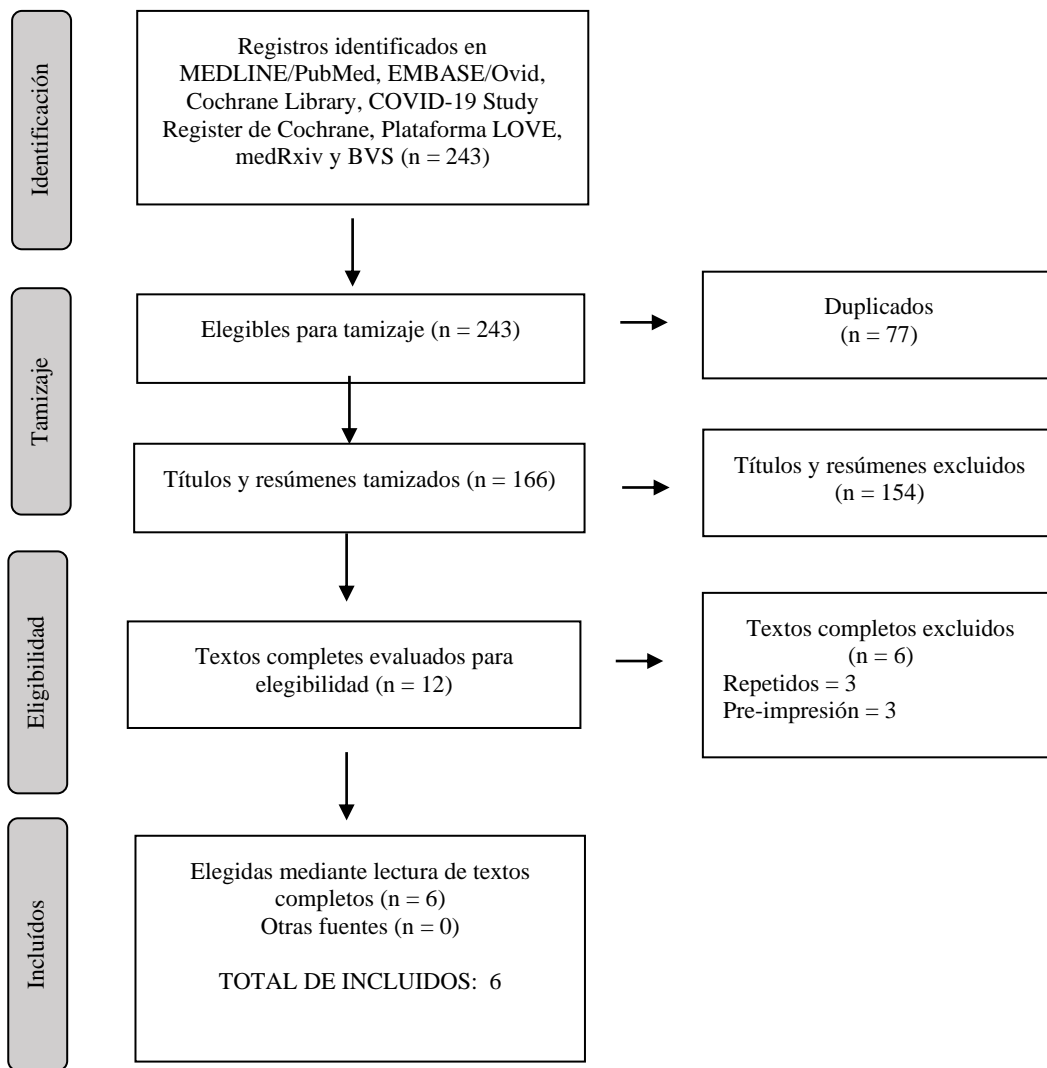 Identificación
Registros identificados en
MEDLINE/PubMed, EMBASE/Ovid,
Cochrane Library, COVID-19 Study
Register de Cochrane, Plataforma LOVE,
medRxiv y BVS (n = 243)
Tamizaje
Elegibles para tamizaje (n = 243)
Duplicados
(n = 77)
Títulos y resúmenes tamizados (n = 166)
Títulos y resúmenes excluidos
(n = 154)
Eligibilidad
Textos completes evaluados para
elegibilidad (n = 12)
Textos completos excluidos
(n = 6)
Repetidos = 3
Pre-impresión = 3
Incluídos
Elegidas mediante lectura de textos
completos (n = 6)
Otras fuentes (n = 0)
TOTAL DE INCLUIDOS: 6